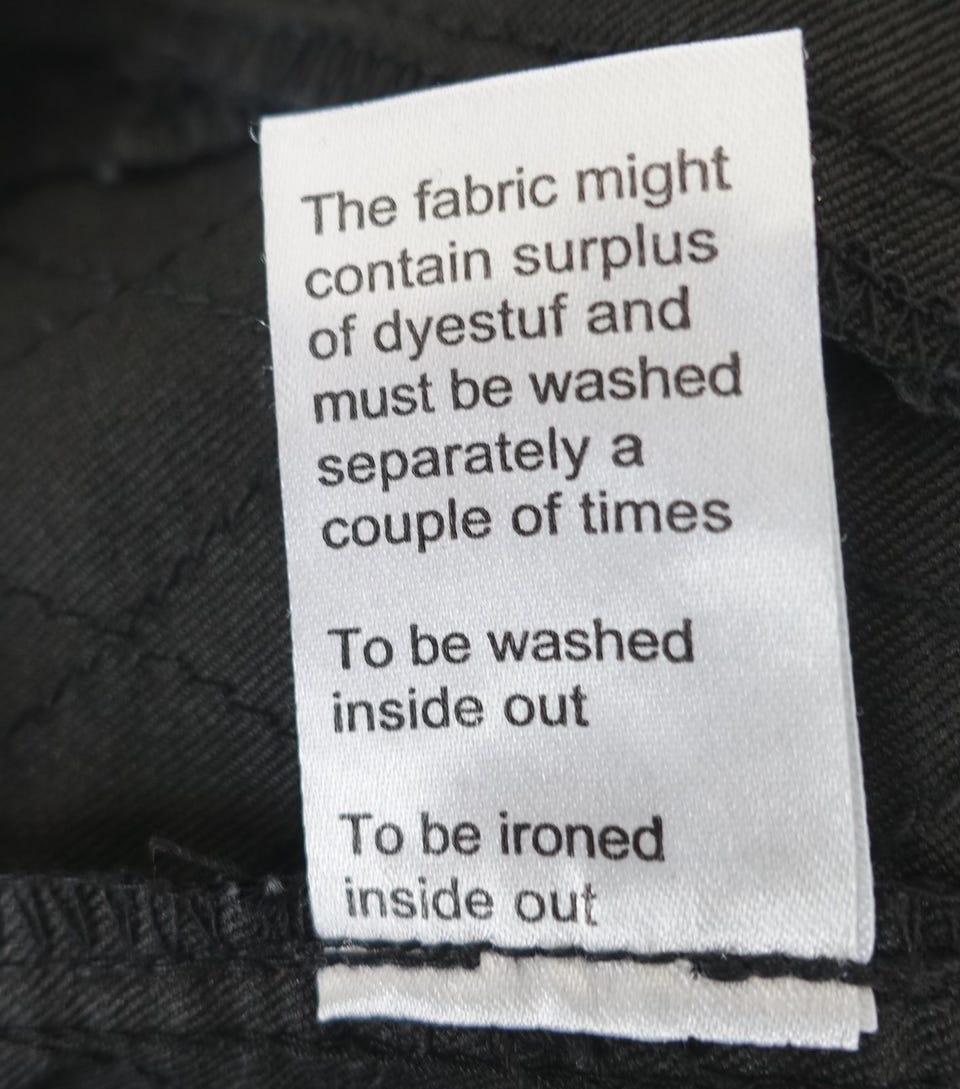 The fabric might
contain surplus
of dyestuf and
must be washed
separately a
couple of times
To be washed
inside out
To be ironed
inside out